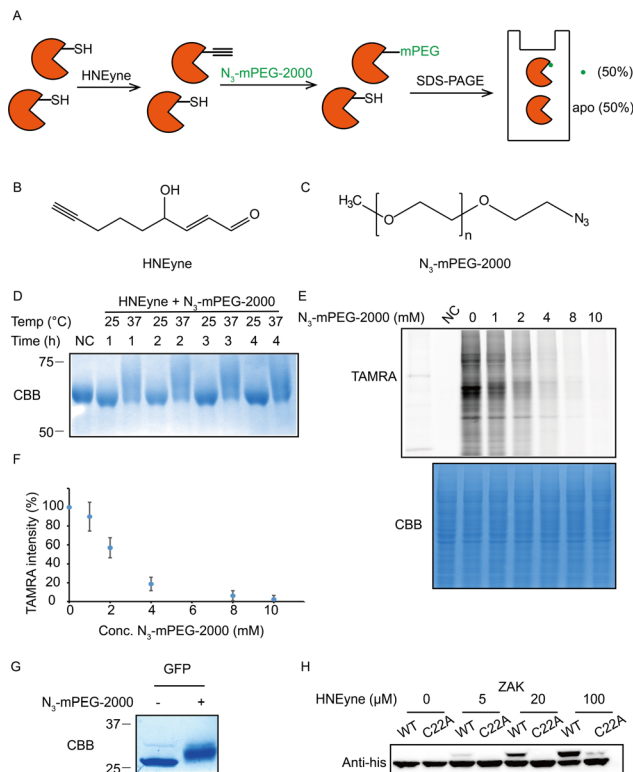 A
SH
SH
HNEyne
SH
N3-mPEG-2000
mPEG
SH
SDS-PAGE
(50%)
apo (50%)
B
OH
O
HNEyne
C
H3C
O
n
O
N3
N3-mPEG-2000
D
HNEyne + N3-mPEG-2000
Temp (°C) 25 37 25 37 25 37 25 37
Time (h) NC 1 1 2 2 3 3 4 4
75
CBB
50
E
N3-mPEG-2000 (mM) NC 0 1 2 4 8 10
TAMRA
CBB
F
TAMRA intensity (%)
100
80
60
40
20
0
0 2 4 6 8 10
Conc. N3-mPEG-2000 (mM)
G
GFP
N3-mPEG-2000 - +
37
CBB
25
H
ZAK
HNEyne (µM) 0 5 20 100
WT C22A WT C22A WT C22A WT C22A
Anti-his